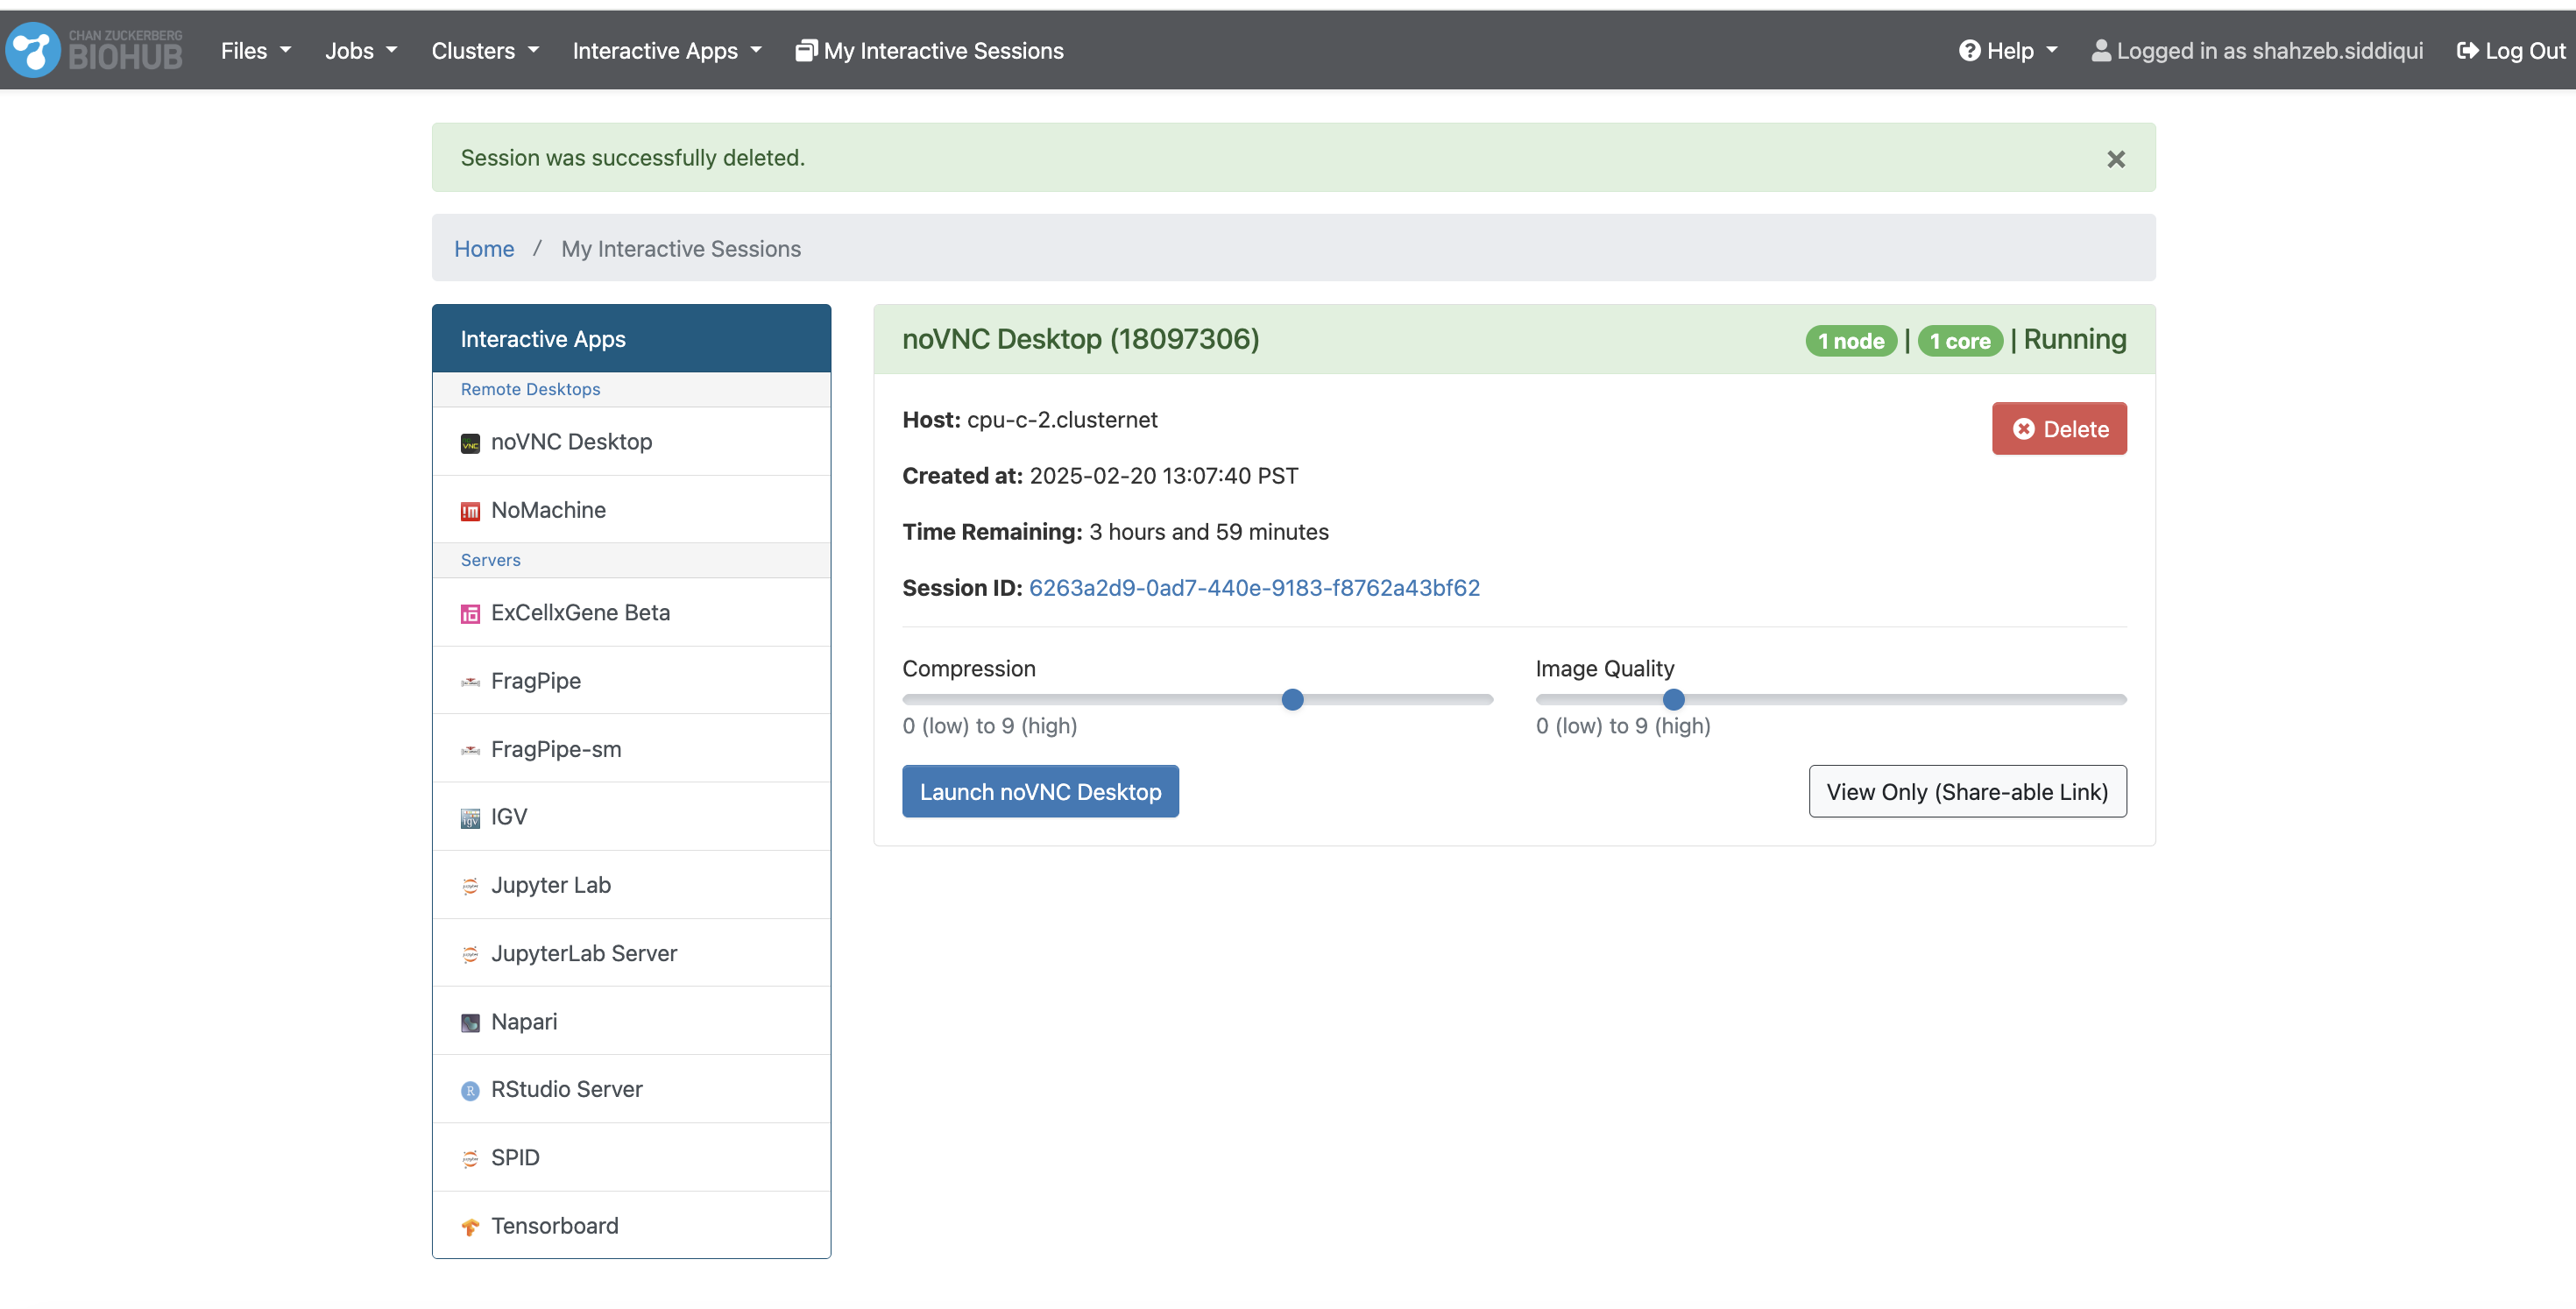 CHAN ZUCKERBERG
BIOHUB
Files
Jobs
Clusters
Interactive Apps
My Interactive Sessions
Help
Logged in as shahzeb.siddiqui
Log Out
Session was successfully deleted.
Home / My Interactive Sessions
Interactive Apps
Remote Desktops
noVNC Desktop
NoMachine
Servers
ExCellxGene Beta
FragPipe
FragPipe-sm
IGV
Jupyter Lab
JupyterLab Server
Napari
RStudio Server
SPID
Tensorboard
noVNC Desktop (18097306)
1 node | 1 core | Running
Host: cpu-c-2.clusternet
Delete
Created at: 2025-02-20 13:07:40 PST
Time Remaining: 3 hours and 59 minutes
Session ID: 6263a2d9-0ad7-440e-9183-f8762a43bf62
Compression
0 (low) to 9 (high)
Image Quality
0 (low) to 9 (high)
Launch noVNC Desktop
View Only (Share-able Link)